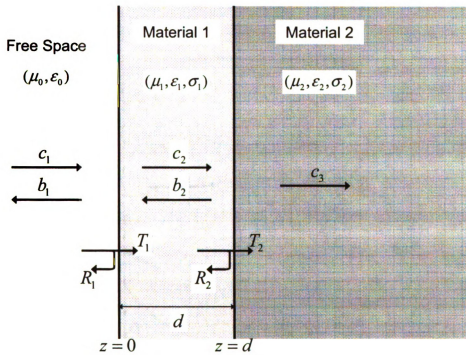 Material 1
Material 2
Free Space
(μ₀,ε₀)
(μ₁,ε₁,σ₁)
(μ₂,ε₂,σ₂)
c₁
c₂
b₁
b₂
c₃
T₁
T₂
R₁
R₂
d
z = 0
z = d